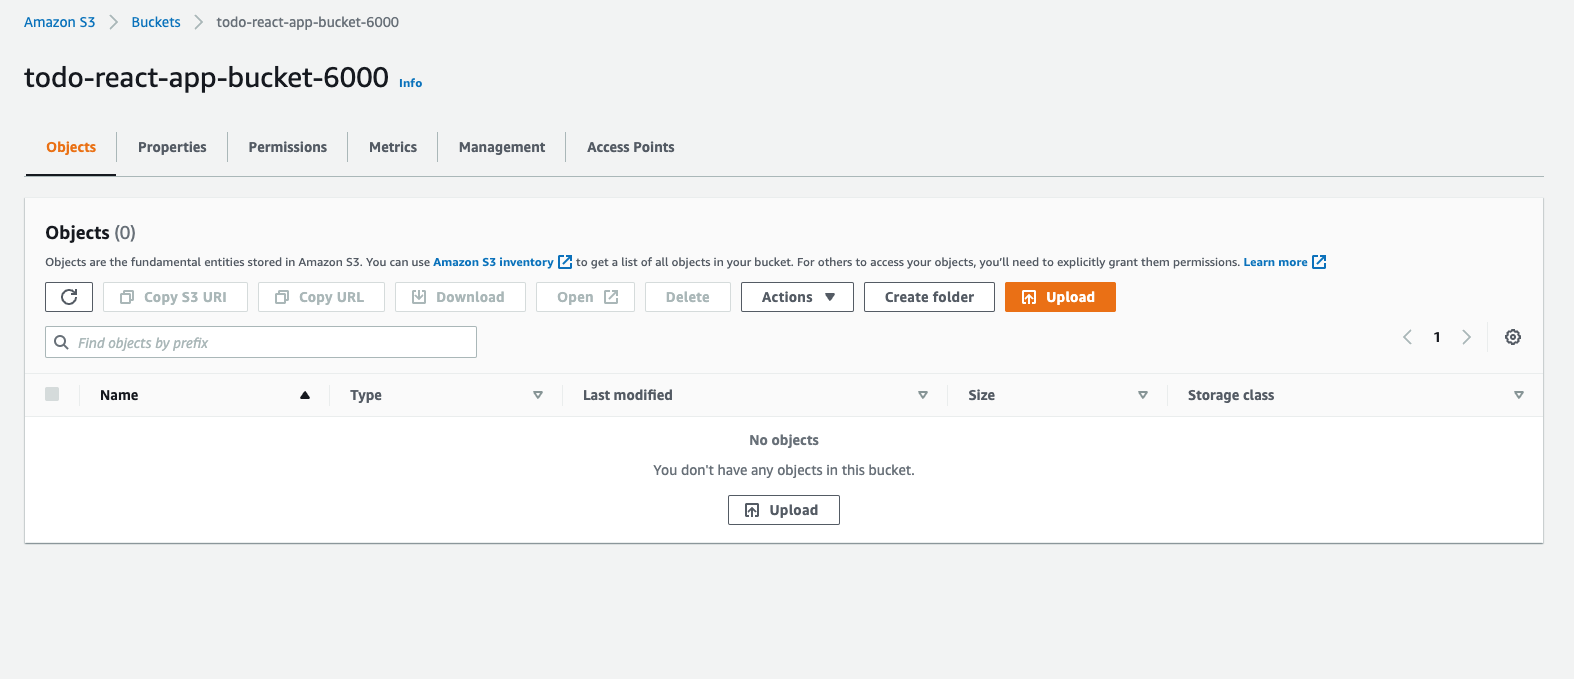 Amazon S3 Buckets todo-react-app-bucket-6000
todo-react-app-bucket-6000 Info
Objects Properties Permissions Metrics Management Access Points
Objects (0)
Objects are the fundamental entities stored in Amazon S3. You can use Amazon S3 inventory to get a list of all objects in your bucket. For others to access your objects, you'll need to explicitly grant them permissions. Learn more
Copy S3 URI Copy URL Download Open Delete Actions Create folder Upload
Find objects by prefix 1
Name Type Last modified Size Storage class
No objects
You don't have any objects in this bucket.
Upload